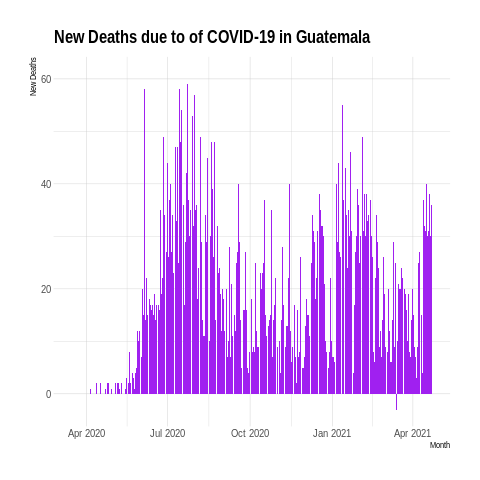 New Deaths due to of COVID-19 in Guatemala
New Deaths
60
40
20
0
Apr 2020 Jul 2020 Oct 2020 Jan 2021 Apr 2021
Month